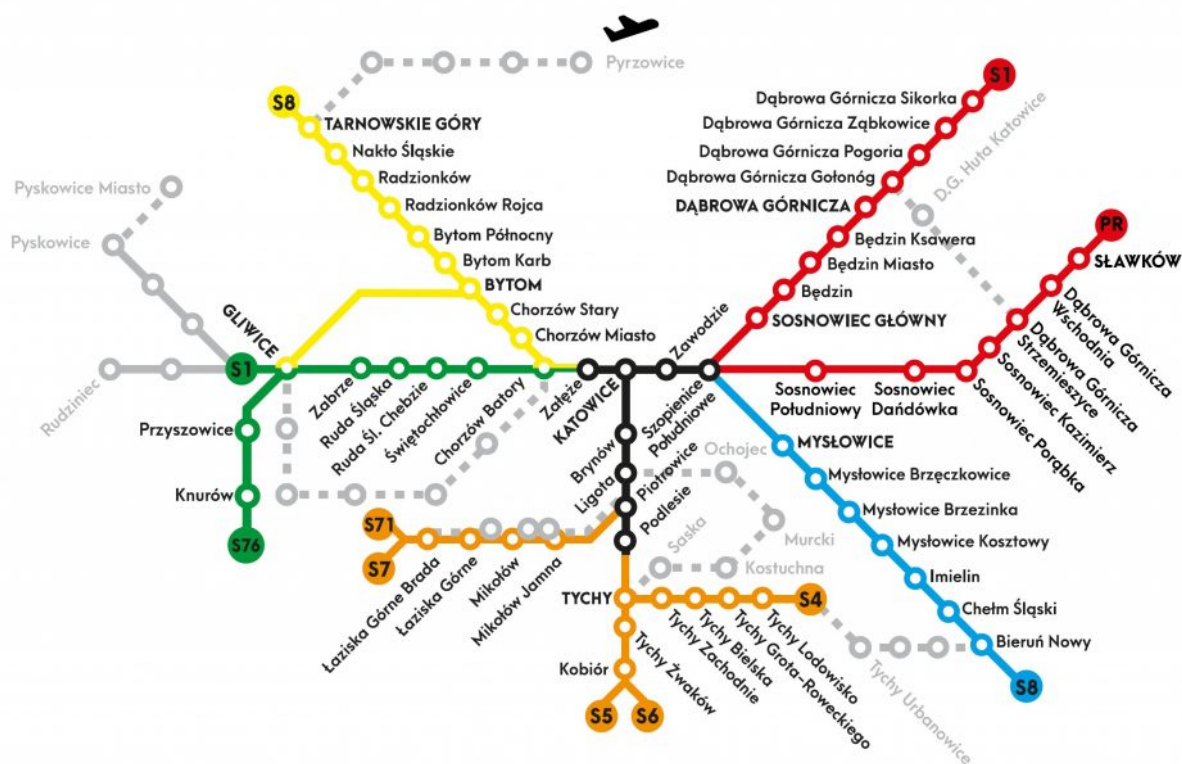 Pyrzowice
S8
TARNOWSKIE GÓRY
Nakło Śląskie
Radzionków
Radzionków Rojca
Bytom Północny
Bytom Karb
BYTOM
Chorzów Stary
Chorzów Miasto
Pyskowice Miasto
Pyskowice
Rudziniec
GLIWICE
S1
Przyszowice
Knurów
S76
Zabrze
Ruda Śląska
Ruda Śl. Chebzie
Świętochłowice
Chorzów Batory
Załęże
KATOWICE
Zawodzie
Szopienice
Południowe
S1
Dąbrowa Górnicza Sikorka
Dąbrowa Górnicza Ząbkowice
Dąbrowa Górnicza Pogoria
Dąbrowa Górnicza Gołonóg
DĄBROWA GÓRNICZA
Będzin Ksawera
Będzin Miasto
Będzin
SOSNOWIEC GŁÓWNY
D.G. Huta Katowice
PR
SŁAWKÓW
Dąbrowa Górnicza
Wschodnia
Dąbrowa Górnicza
Strzemieszyce
Sosnowiec Kazimierz
Sosnowiec Porąbka
Sosnowiec
Dańdówka
Sosnowiec
Południowy
MYSŁOWICE
Mysłowice Brzęczkowice
Mysłowice Brzezinka
Mysłowice Kosztowy
Imielin
Chełm Śląski
Bieruń Nowy
S8
Brynów
Ligota
Piotrowice
Podlesie
Ochojec
Murcki
Kostuchna
Saska
S71
S7
Łaziska Górne Brada
Łaziska Górne
Mikołów
Mikołów Jamna
TYCHY
Tychy Zachodnie
Tychy Bielska
Tychy Grota-Roweckiego
Tychy Lodowisko
S4
Tychy Urbanowice
Tychy Żwaków
Kobiór
S5
S6